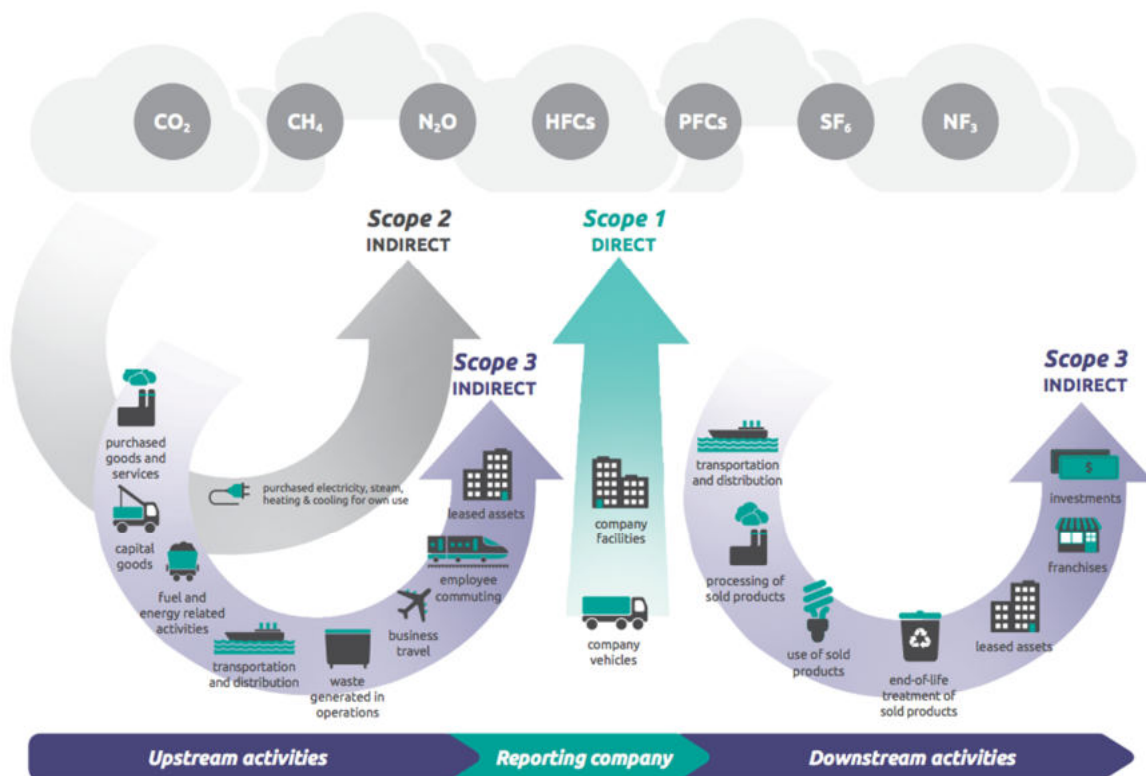 CO₂
CH₄
N₂O
HFCs
PFCs
SF₆
NF₃
Scope 2
INDIRECT
Scope 1
DIRECT
Scope 3
INDIRECT
Scope 3
INDIRECT
purchased
goods and
services
capital
goods
fuel and
energy related
activities
transportation
and distribution
waste
generated in
operations
business
travel
employee
commuting
leased assets
purchased electricity, steam,
heating & cooling for own use
company
facilities
company
vehicles
transportation
and distribution
processing of
sold products
use of sold
products
end-of-life
treatment of
sold products
leased assets
franchises
$
investments
Upstream activities
Reporting company
Downstream activities